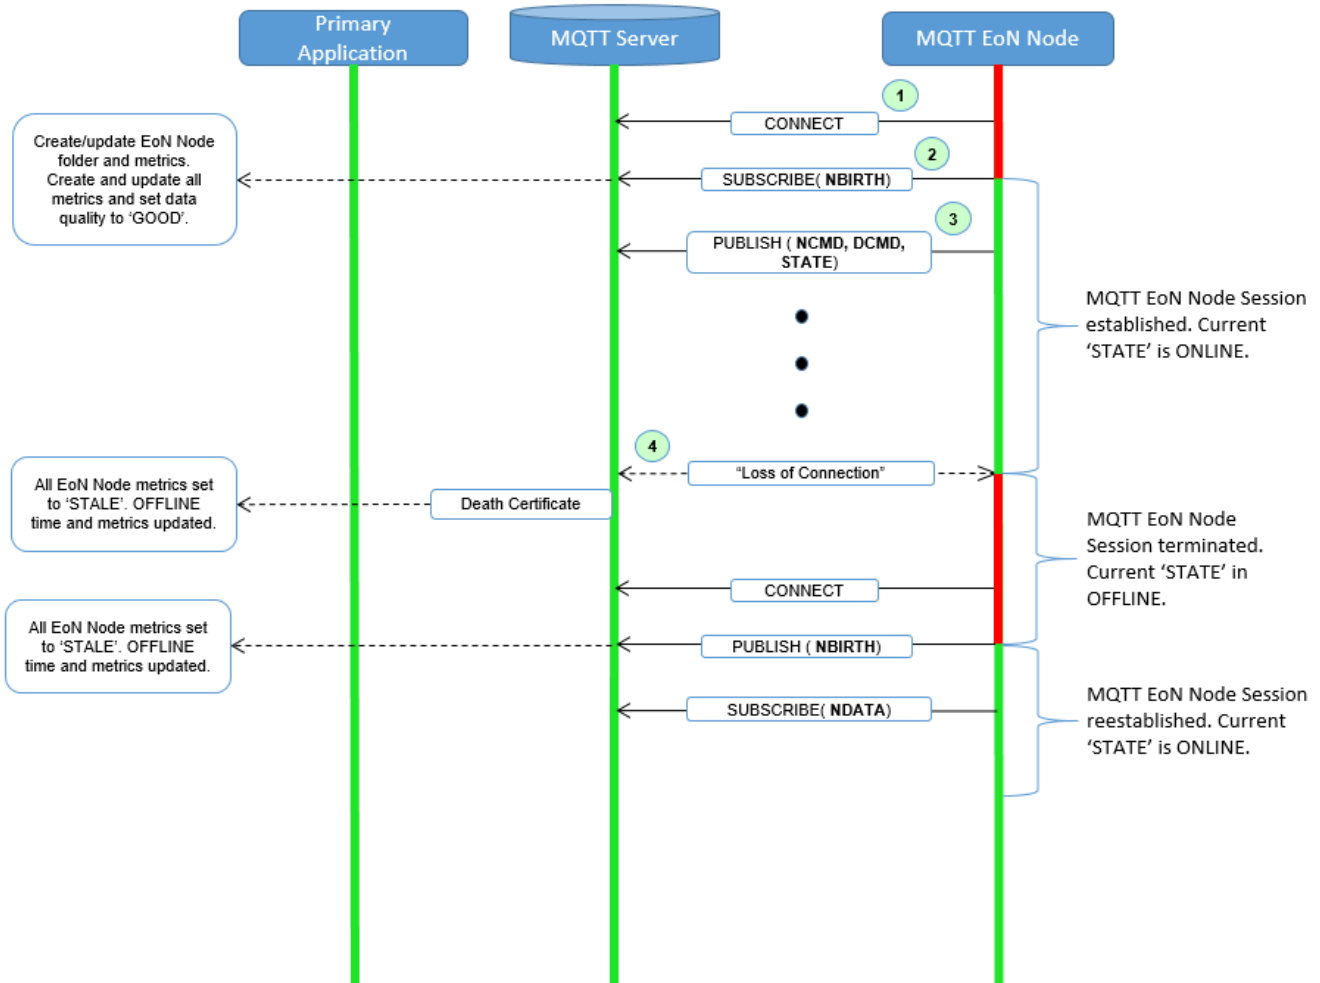 Primary
Application
MQTT Server
MQTT EoN Node
1
CONNECT
Create/update EoN Node
folder and metrics.
Create and update all
metrics and set data
quality to ‘GOOD’.
2
SUBSCRIBE( NBIRTH)
3
PUBLISH ( NCMD, DCMD,
STATE)
MQTT EoN Node Session
established. Current
‘STATE’ is ONLINE.
4
“Loss of Connection”
All EoN Node metrics set
to ‘STALE’. OFFLINE
time and metrics updated.
Death Certificate
MQTT EoN Node
Session terminated.
Current ‘STATE’ in
OFFLINE.
CONNECT
All EoN Node metrics set
to ‘STALE’. OFFLINE
time and metrics updated.
PUBLISH ( NBIRTH)
SUBSCRIBE( NDATA)
MQTT EoN Node Session
reestablished. Current
‘STATE’ is ONLINE.